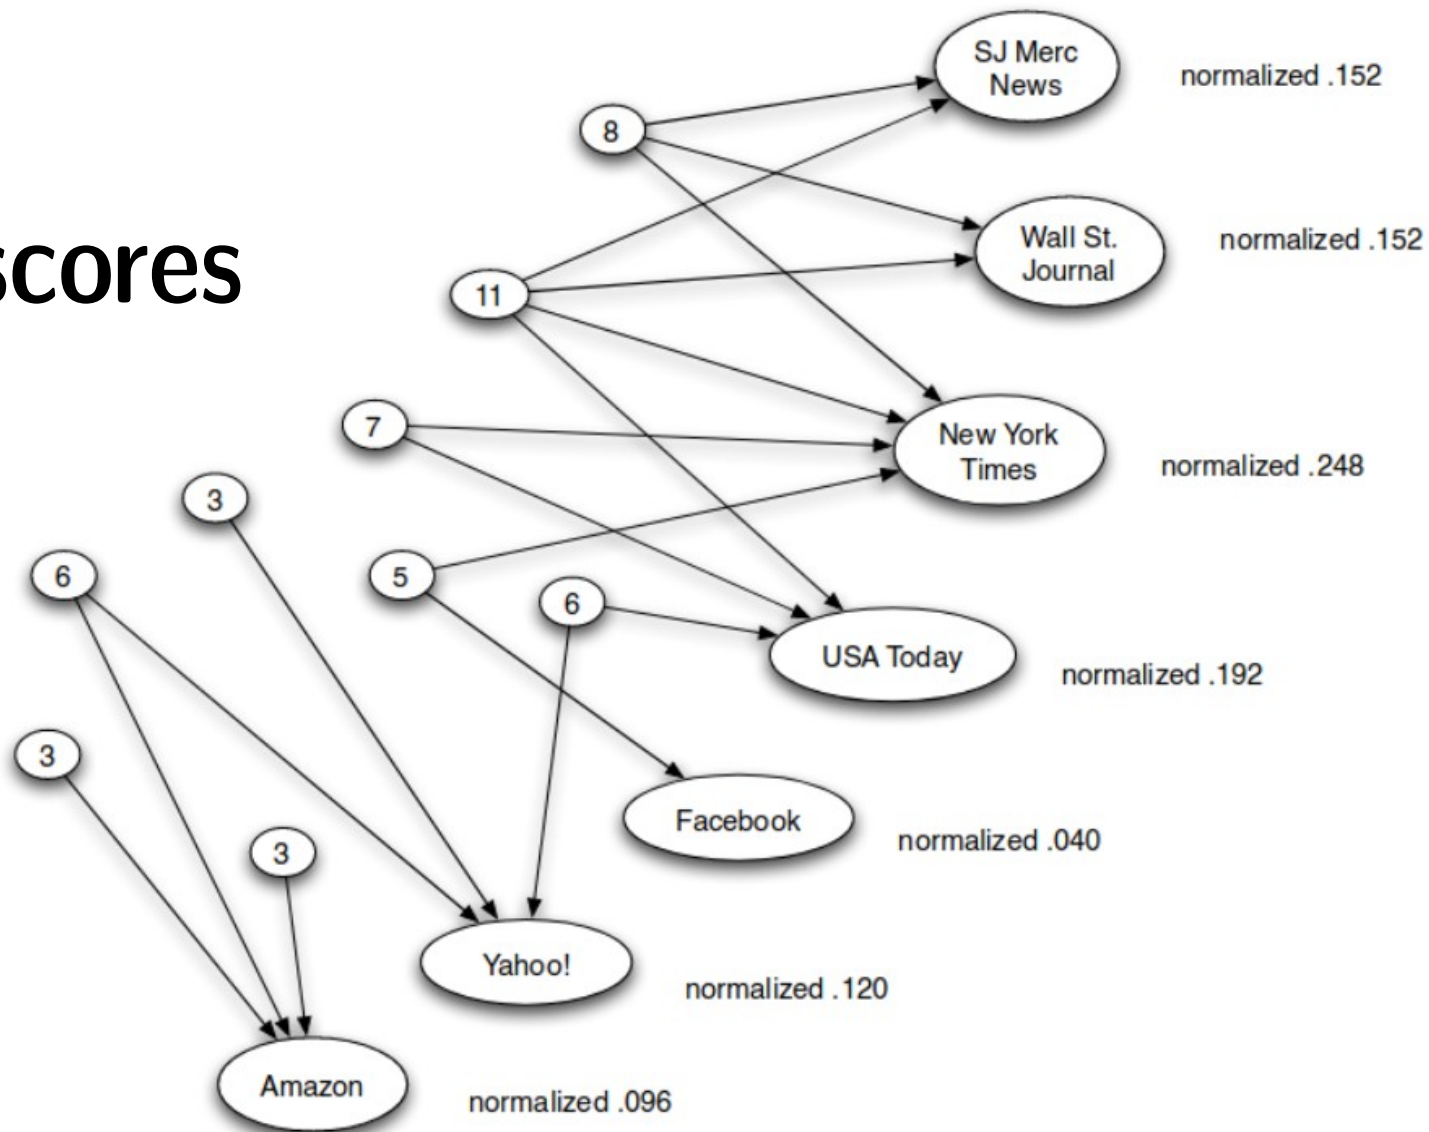 SJ Merc
News
normalized .152
8
scores
Wall St.
Journal
normalized .152
11
7
New York
Times
normalized .248
3
6
5
6
USA Today
normalized .192
3
Facebook
normalized .040
3
Yahoo!
normalized .120
Amazon
normalized .096